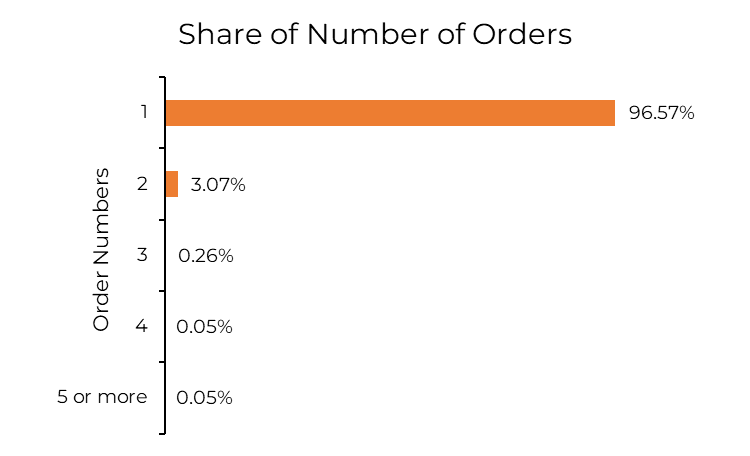 Share of Number of Orders
Order Numbers
1 96.57%
2 3.07%
3 0.26%
4 0.05%
5 or more 0.05%